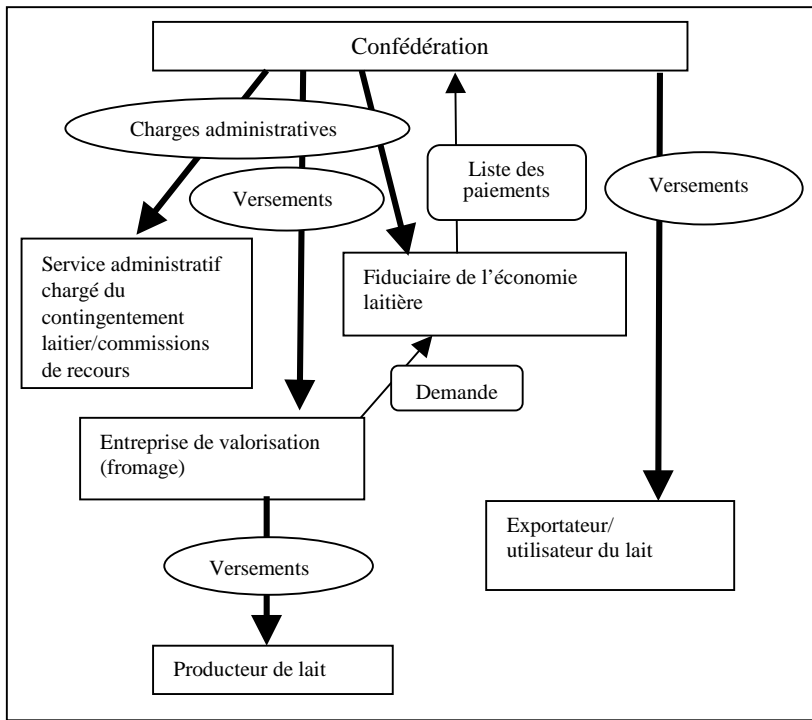 Confédération
Charges administratives
Liste des
paiements
Versements
Versements
Service administratif
chargé du
contingentement
laitier/commissions
de recours
Fiduciaire de l’économie
laitière
Demande
Entreprise de valorisation
(fromage)
Exportateur/
utilisateur du lait
Versements
Producteur de lait